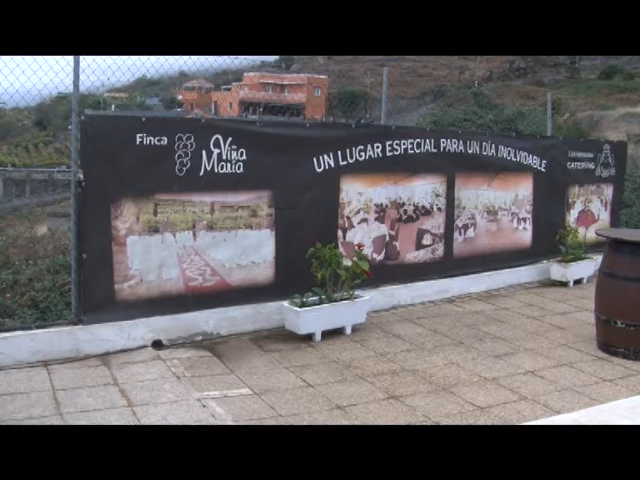 Finca
Viña
María
UN LUGAR ESPECIAL PARA UN DÍA INOLVIDABLE
CATERING